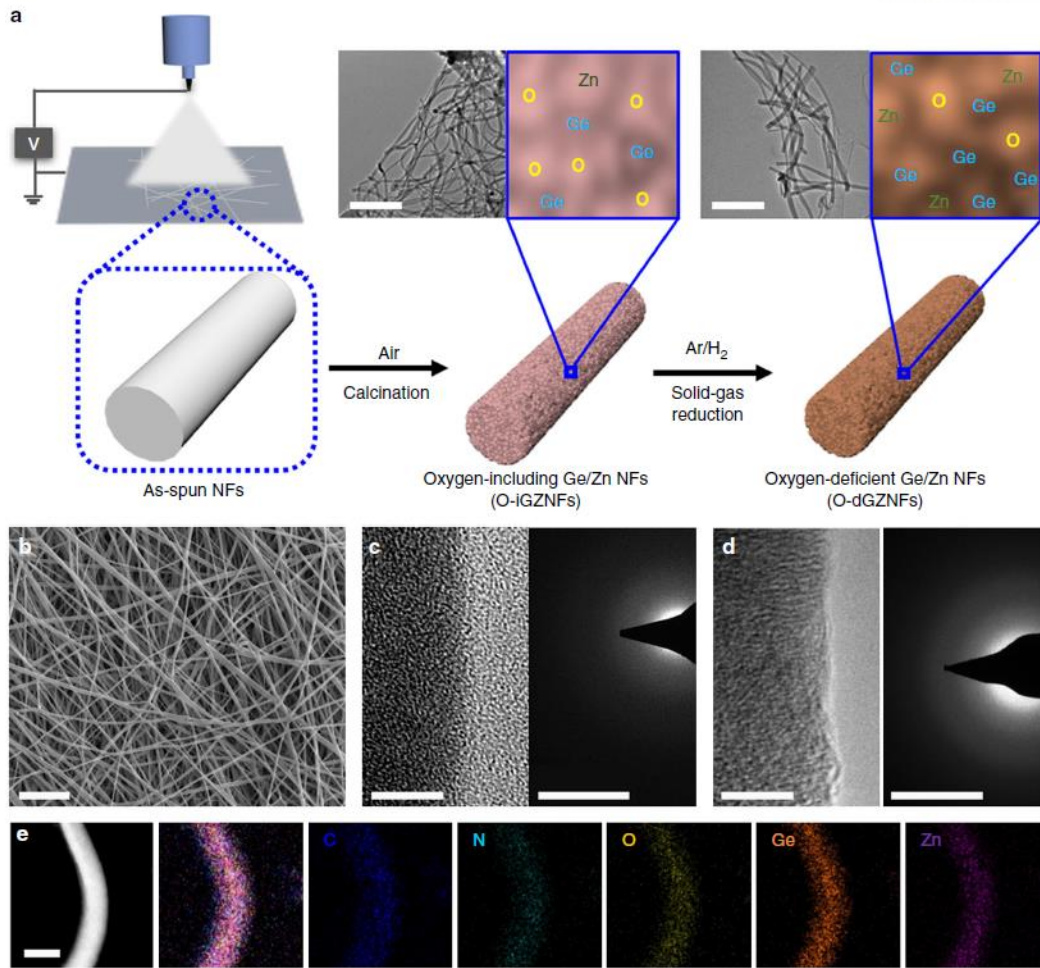 a
V
Zn
O
O
Ge
Ge
O
O
Ge
O
Ge
Zn
O
Zn
Ge
O
Ge
Ge
Ge
Zn
Ge
Air
Calcination
Ar/H₂
Solid-gas
reduction
As-spun NFs
Oxygen-including Ge/Zn NFs
(O-iGZNFs)
Oxygen-deficient Ge/Zn NFs
(O-dGZNFs)
b
c
d
e
C
N
O
Ge
Zn